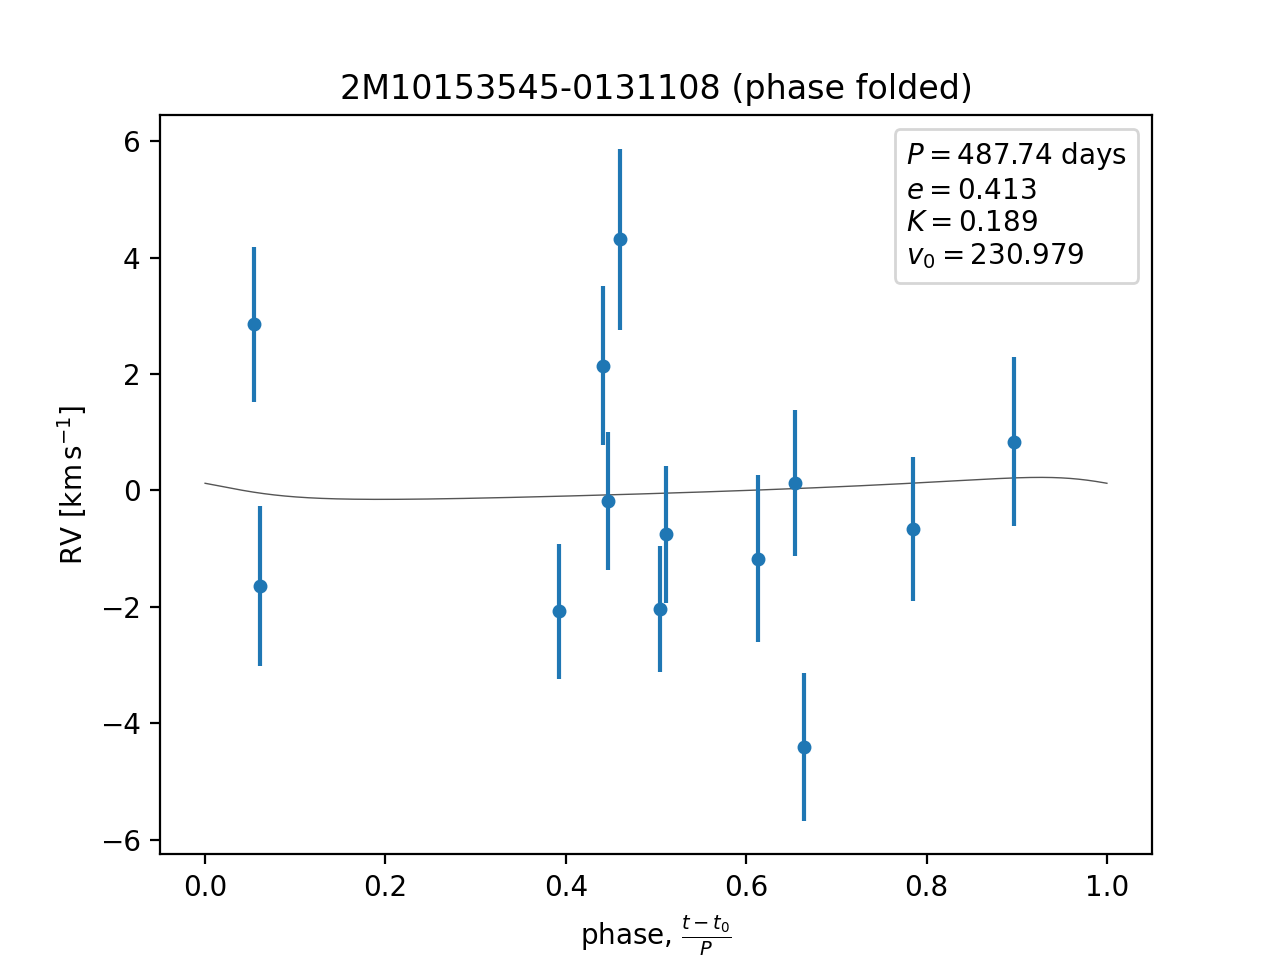 2M10153545-0131108 (phase folded)
P = 487.74 days
e = 0.413
K = 0.189
v₀ = 230.979
RV [km s⁻¹]
6
4
2
0
−2
−4
−6
0.0 0.2 0.4 0.6 0.8 1.0
phase, (t − t₀)/P